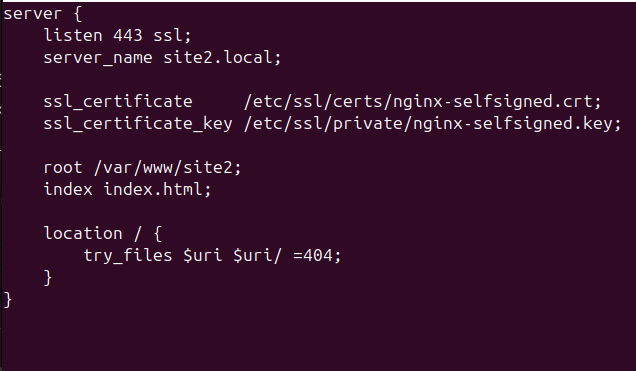 server {
    listen 443 ssl;
    server_name site2.local;

    ssl_certificate     /etc/ssl/certs/nginx-selfsigned.crt;
    ssl_certificate_key /etc/ssl/private/nginx-selfsigned.key;

    root /var/www/site2;
    index index.html;

    location / {
        try_files $uri $uri/ =404;
    }
}